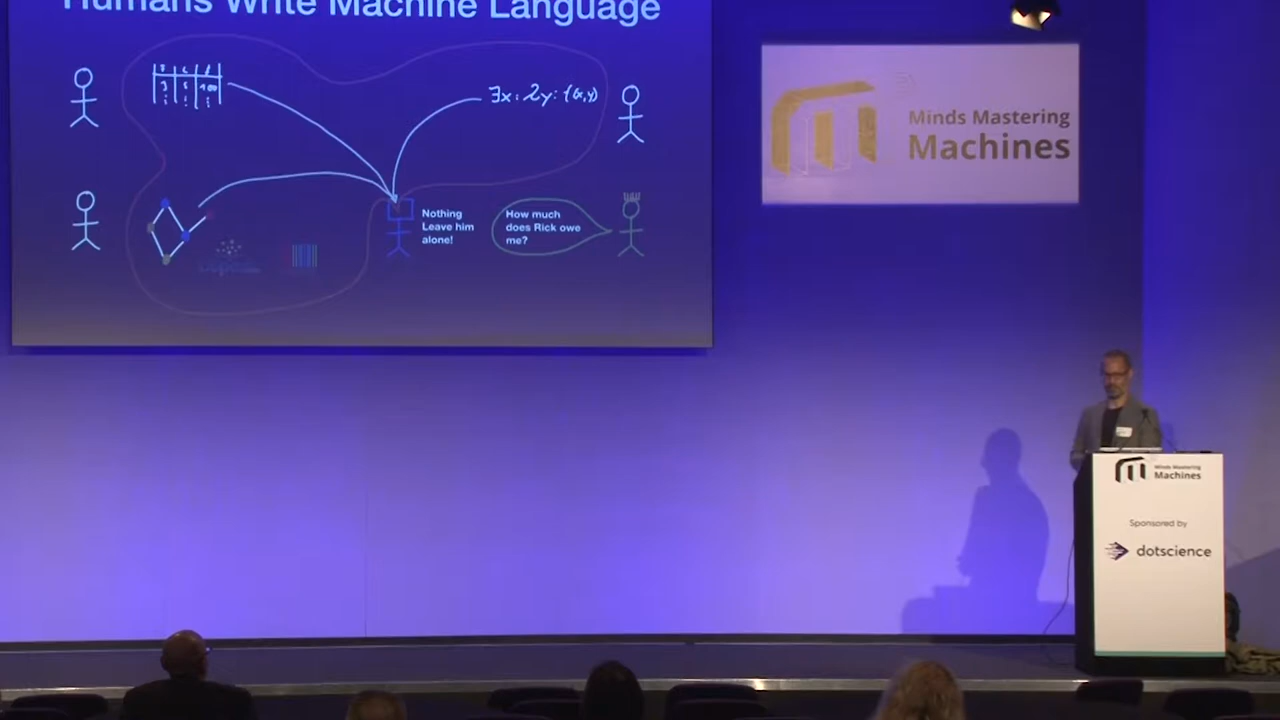 Humans Write Machine Language
Nothing
Leave him
alone!
How much
does Rick owe
me?
Minds Mastering
Machines
Minds Mastering
Machines
Sponsored by
dotscience